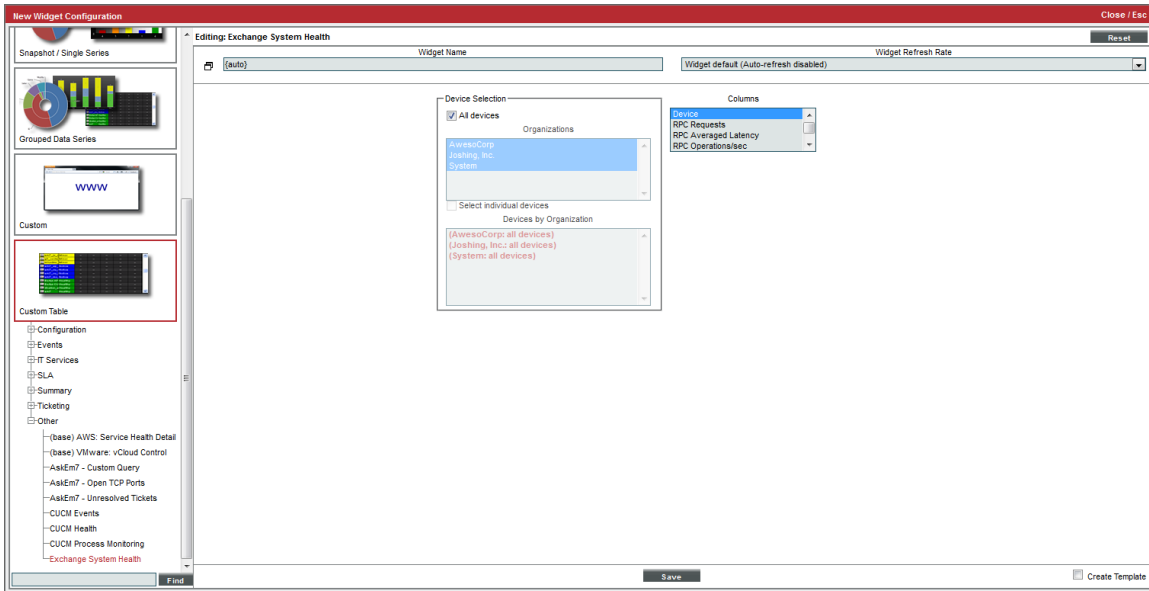 New Widget Configuration
Close / Esc
Snapshot / Single Series
Grouped Data Series
www
Custom
Custom Table
Configuration
Events
IT Services
SLA
Summary
Ticketing
Other
(base) AWS: Service Health Detail
(base) VMware: vCloud Control
AskEm7 - Custom Query
AskEm7 - Open TCP Ports
AskEm7 - Unresolved Tickets
CUCM Events
CUCM Health
CUCM Process Monitoring
Exchange System Health
Find
Editing: Exchange System Health
Reset
Widget Name
Widget Refresh Rate
{auto}
Widget default (Auto-refresh disabled)
Device Selection
All devices
Organizations
AwesoCorp
Joshing, Inc.
System
Select individual devices
Devices by Organization
(AwesoCorp: all devices)
(Joshing, Inc.: all devices)
(System: all devices)
Columns
Device
RPC Requests
RPC Averaged Latency
RPC Operations/sec
Save
Create Template